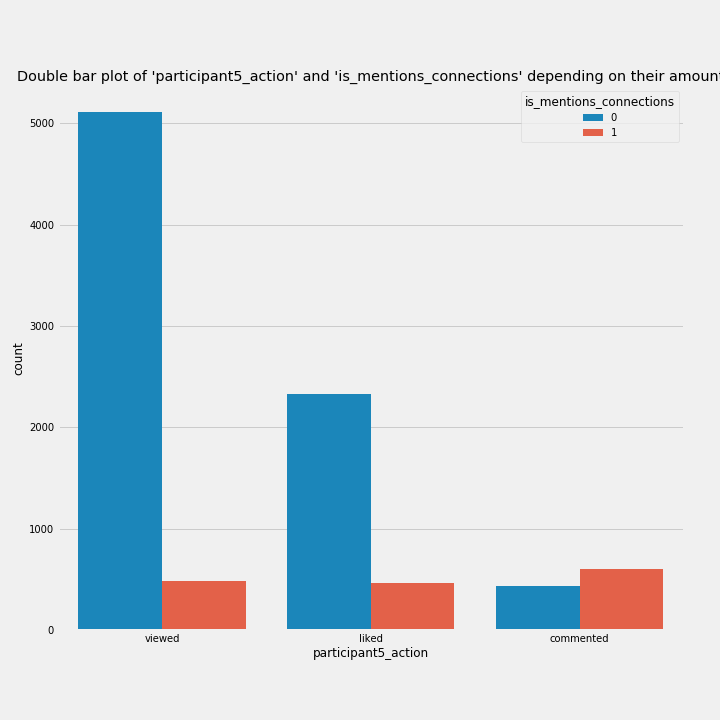 Double bar plot of 'participant5_action' and 'is_mentions_connections' depending on their amount
is_mentions_connections
0
1
5000
4000
3000
2000
1000
0
count
viewed liked commented
participant5_action